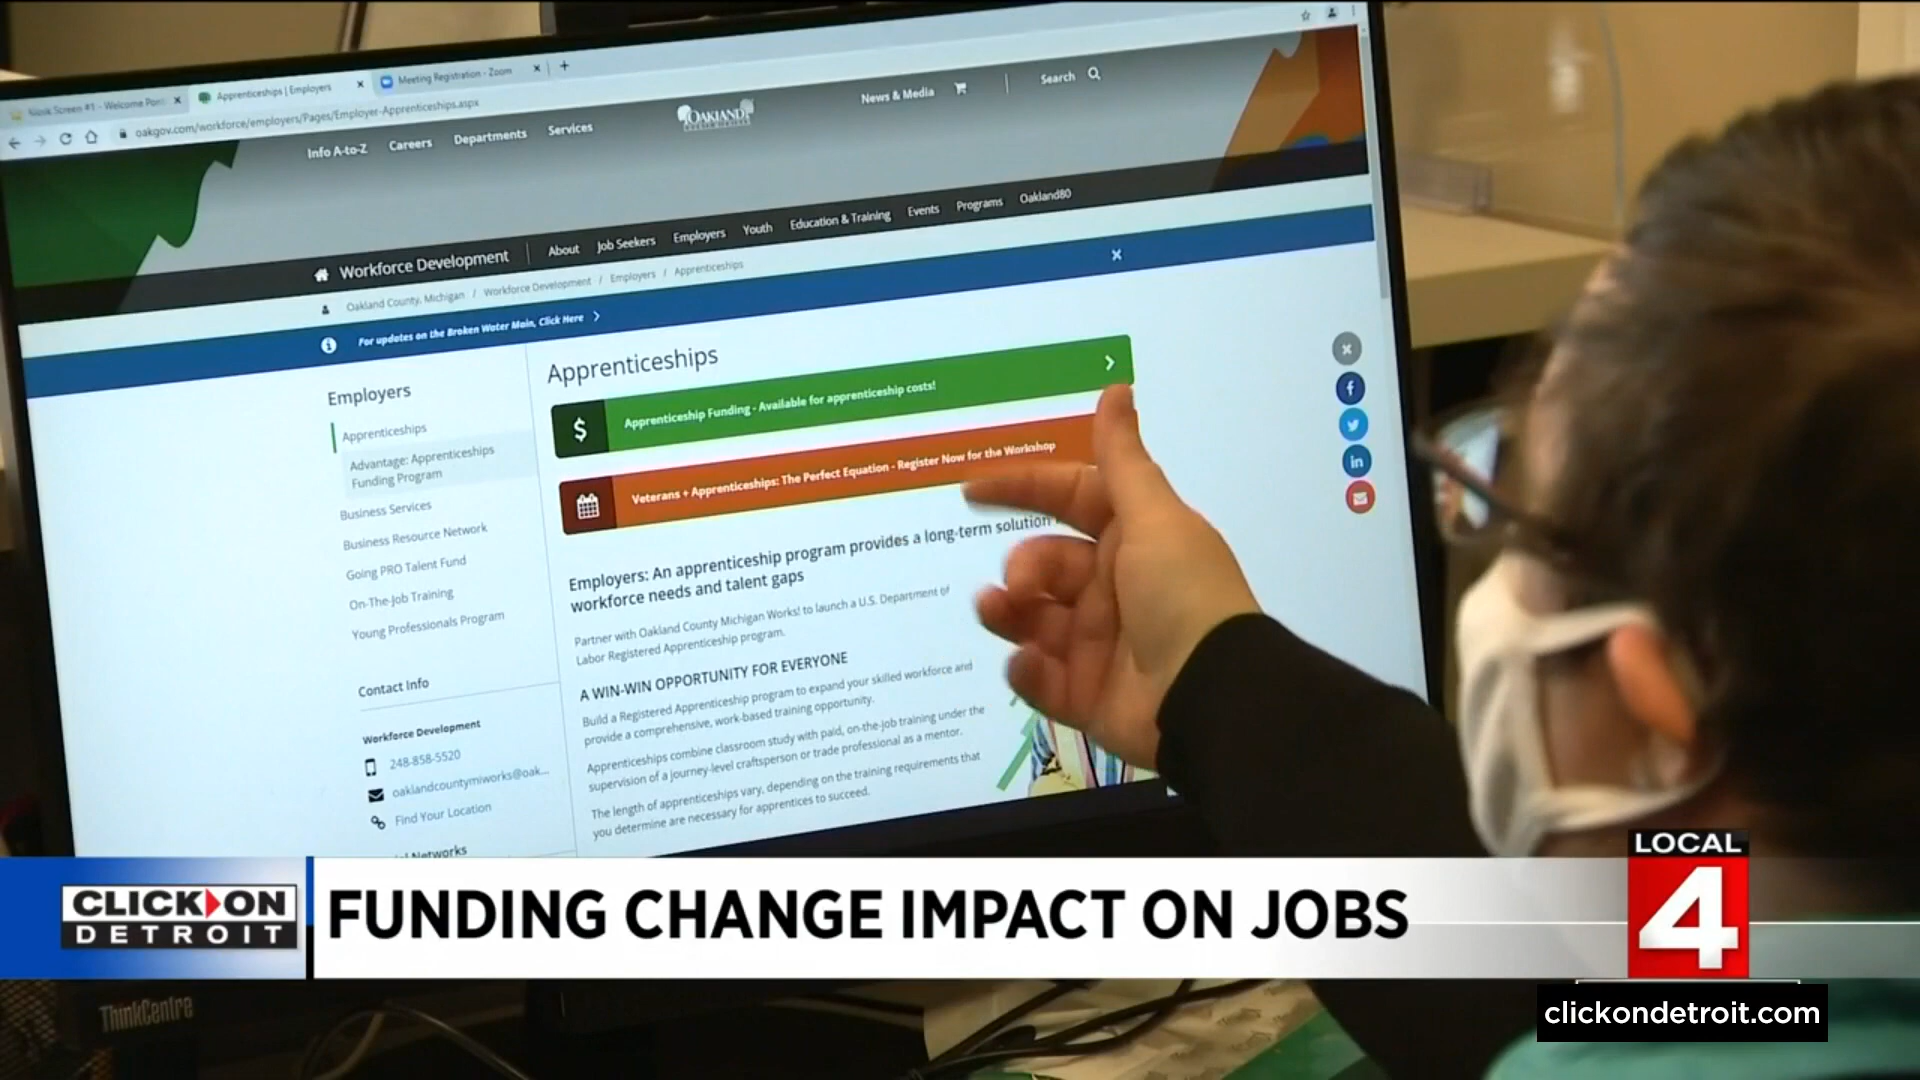 Kiosk Screen #1 - Welcome
Apprenticeships | Employers
Meeting Registration - Zoom
oakgov.com/workforce/employers/Pages/Employer-Apprenticeships.aspx
Info A-to-Z
Careers
Departments
Services
OAKLAND
News & Media
Search
Workforce Development
About
Job Seekers
Employers
Youth
Education & Training
Events
Programs
Oakland80
Oakland County, Michigan / Workforce Development / Employers / Apprenticeships
For updates on the Broken Water Main, Click Here
Employers
Apprenticeships
Advantage: Apprenticeships
Funding Program
Business Services
Business Resource Network
Going PRO Talent Fund
On-The-Job Training
Young Professionals Program
Contact Info
Workforce Development
248-858-5520
oaklandcountymiworks@oak...
Find Your Location
Networks
Apprenticeships
$ Apprenticeship Funding - Available for apprenticeship costs!
Veterans + Apprenticeships: The Perfect Equation - Register Now for the Workshop
Employers: An apprenticeship program provides a long-term solution
workforce needs and talent gaps
Partner with Oakland County Michigan Works! to launch a U.S. Department of
Labor Registered Apprenticeship program.
A WIN-WIN OPPORTUNITY FOR EVERYONE
Build a Registered Apprenticeship program to expand your skilled workforce and
provide a comprehensive, work-based training opportunity.
Apprenticeships combine classroom study with paid, on-the-job training under the
supervision of a journey-level craftsperson or trade professional as a mentor.
The length of apprenticeships vary, depending on the training requirements that
you determine are necessary for apprentices to succeed.
f
in
CLICK ON
DETROIT
FUNDING CHANGE IMPACT ON JOBS
LOCAL
4
ThinkCentre
clickondetroit.com